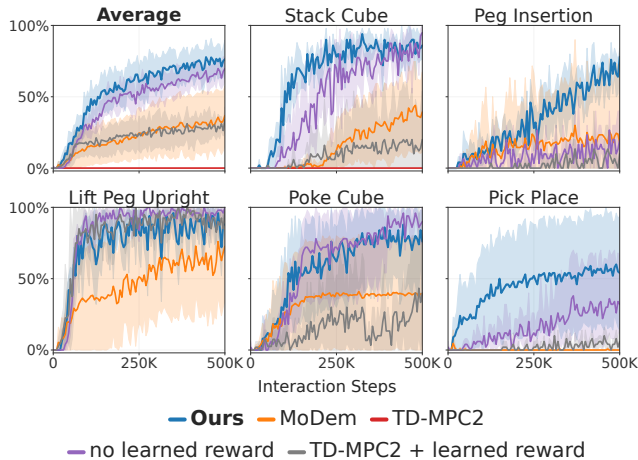 Average Stack Cube Peg Insertion
100%
50%
0%
Lift Peg Upright Poke Cube Pick Place
100%
50%
0%
0 250K 500K 0 250K 500K 0 250K 500K
Interaction Steps
Ours MoDem TD-MPC2
no learned reward TD-MPC2 + learned reward